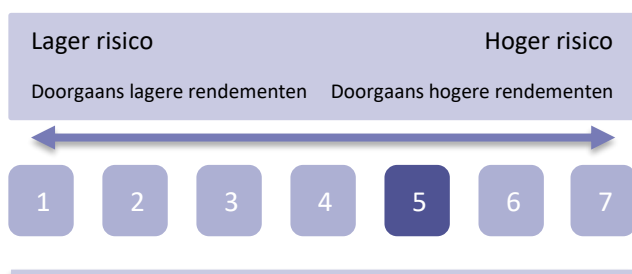 Lager risico Hoger risico
Doorgaans lagere rendementen Doorgaans hogere rendementen
1 2 3 4 5 6 7